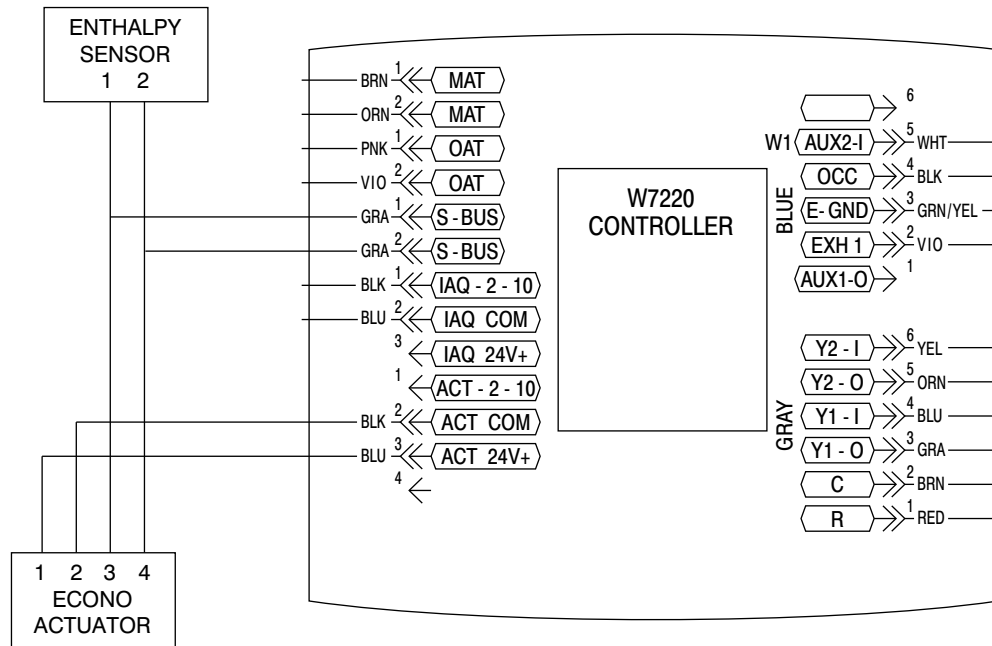 ENTHALPY
SENSOR
1 2
BRN 1 MAT
ORN 2 MAT
PNK 1 OAT
VIO 2 OAT
GRA 1 S - BUS
GRA 2 S - BUS
BLK 1 IAQ - 2 - 10
BLU 2 IAQ COM
3 IAQ 24V+
1 ACT - 2 - 10
BLK 2 ACT COM
BLU 3 ACT 24V+
4
1 2 3 4
ECONO
ACTUATOR
W7220
CONTROLLER
BLUE
6
W1 AUX2-I 5 WHT
OCC 4 BLK
E- GND 3 GRN/YEL
EXH 1 2 VIO
AUX1-O 1
GRAY
Y2 - I 6 YEL
Y2 - O 5 ORN
Y1 - I 4 BLU
Y1 - O 3 GRA
C 2 BRN
R 1 RED